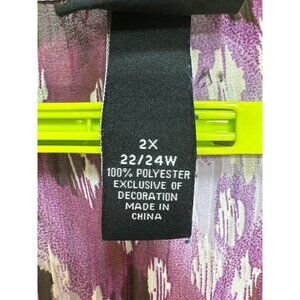 2X
22/24W
100% POLYESTER
EXCLUSIVE OF
DECORATION
MADE IN
CHINA